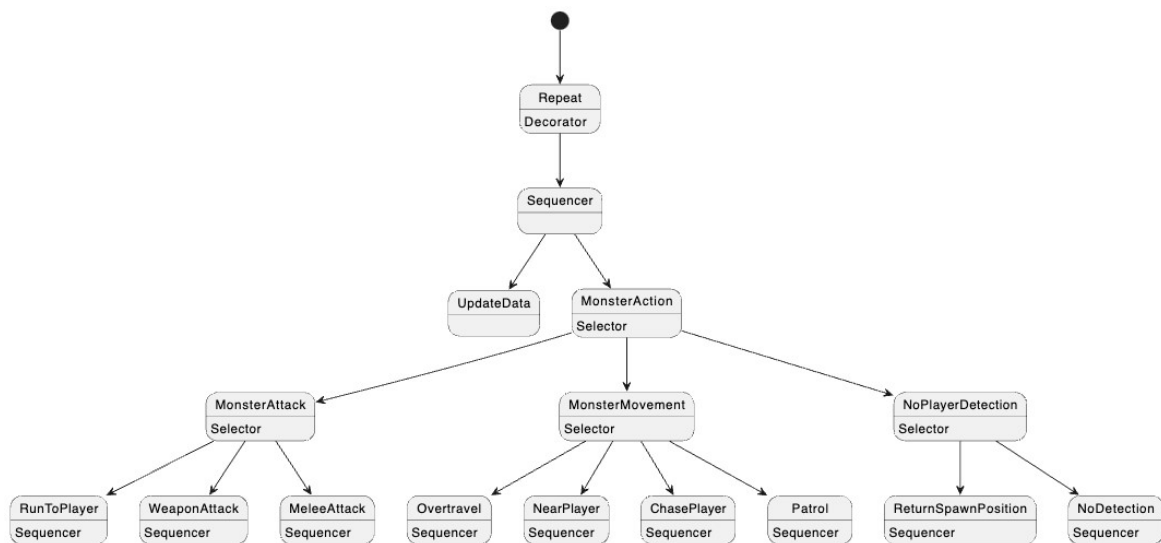 Repeat
Decorator
Sequencer
UpdateData
MonsterAction
Selector
MonsterAttack
Selector
MonsterMovement
Selector
NoPlayerDetection
Selector
RunToPlayer
Sequencer
WeaponAttack
Sequencer
MeleeAttack
Sequencer
Overtravel
Sequencer
NearPlayer
Sequencer
ChasePlayer
Sequencer
Patrol
Sequencer
ReturnSpawnPosition
Sequencer
NoDetection
Sequencer